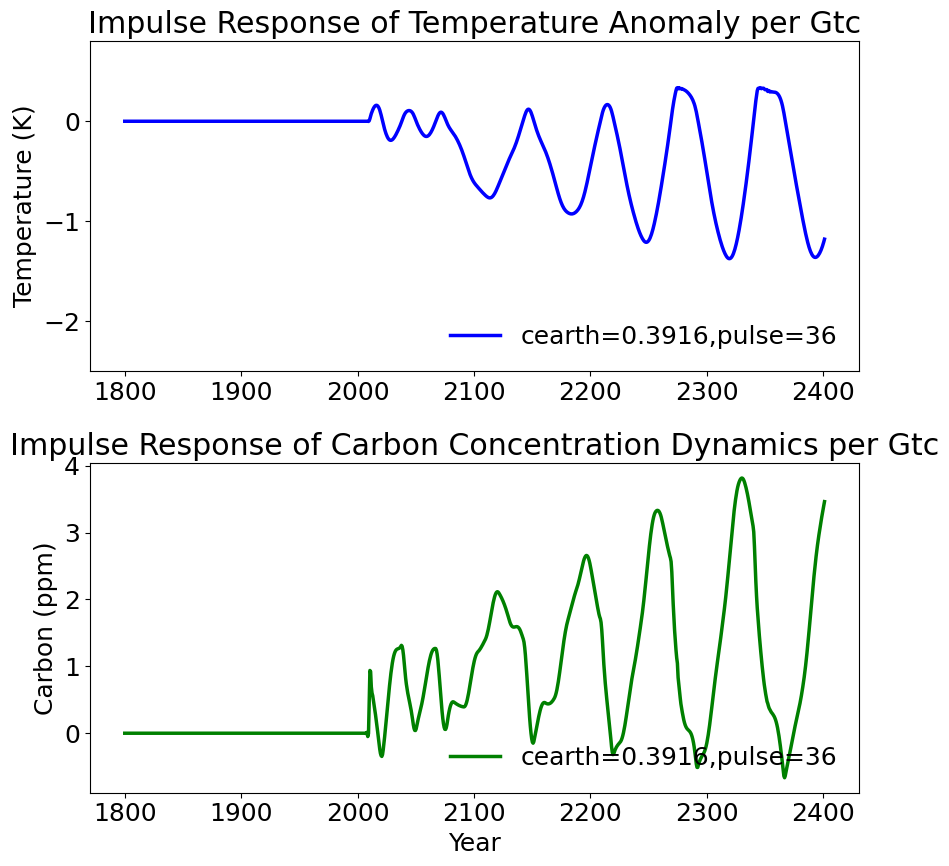 Impulse Response of Temperature Anomaly per Gtc
Temperature (K)
0
−1
−2
cearth=0.3916,pulse=36
1800 1900 2000 2100 2200 2300 2400
Impulse Response of Carbon Concentration Dynamics per Gtc
Carbon (ppm)
4
3
2
1
0
cearth=0.3916,pulse=36
1800 1900 2000 2100 2200 2300 2400
Year